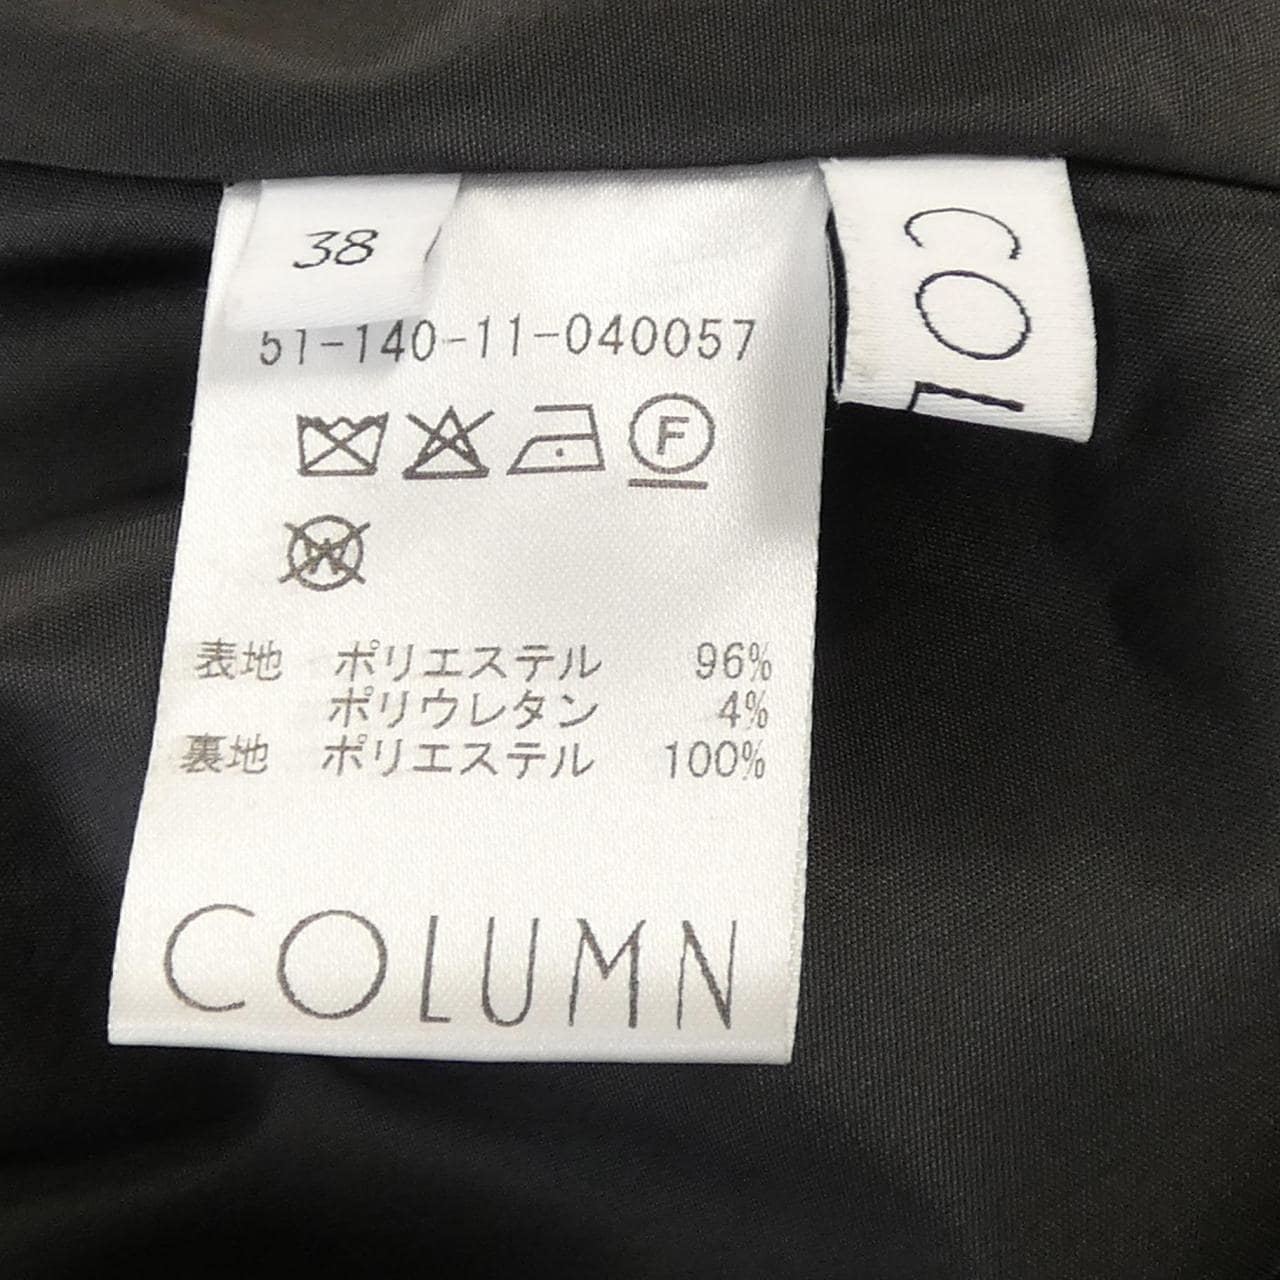 38
COL
51-140-11-040057
F
W
表地 ポリエステル 96%
ポリウレタン 4%
裏地 ポリエステル 100%
COLUMN